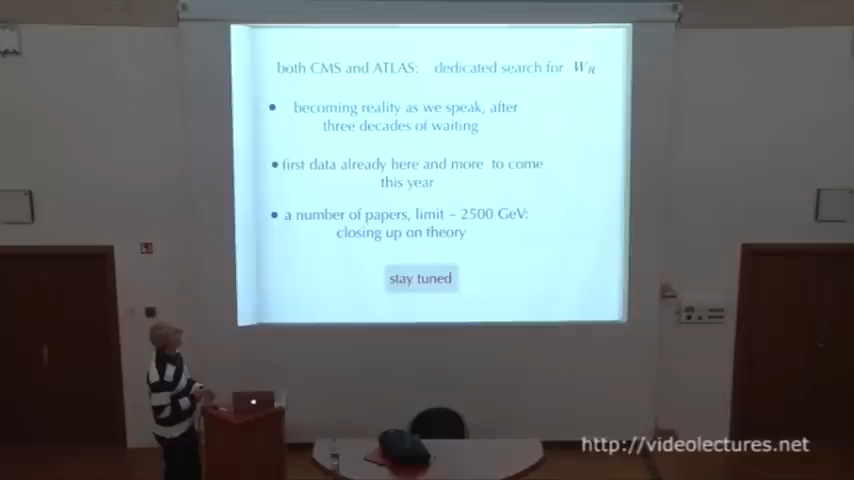 both CMS and ATLAS: dedicated search for W_R
• becoming reality as we speak, after
three decades of waiting
• first data already here and more to come
this year
• a number of papers, limit ~ 2500 GeV:
closing up on theory
stay tuned
http://videolectures.net